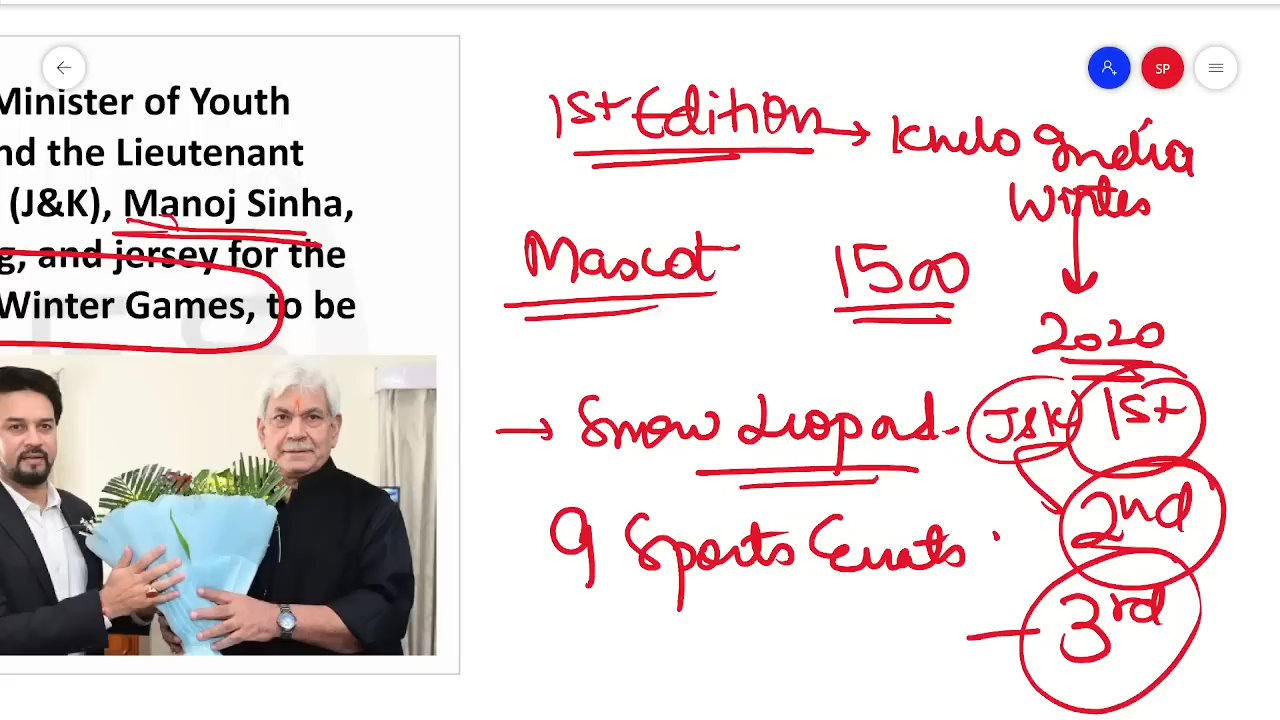 Minister of Youth
nd the Lieutenant
(J&K), Manoj Sinha,
g, and jersey for the
Winter Games, to be
SP
1st Edition → Khelo India
Winter
Mascot 1500
2020
→ Snow Leopard - J&K 1st
2nd
9 Sports Events
3rd